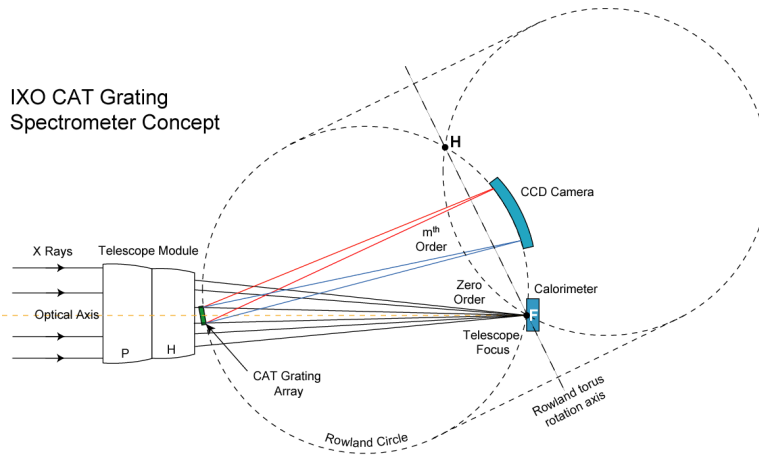 IXO CAT Grating
Spectrometer Concept
H
CCD Camera
mth
Order
X Rays
Telescope Module
Zero
Order
Calorimeter
Optical Axis
F
Telescope
Focus
P
H
CAT Grating
Array
Rowland torus
rotation axis
Rowland Circle